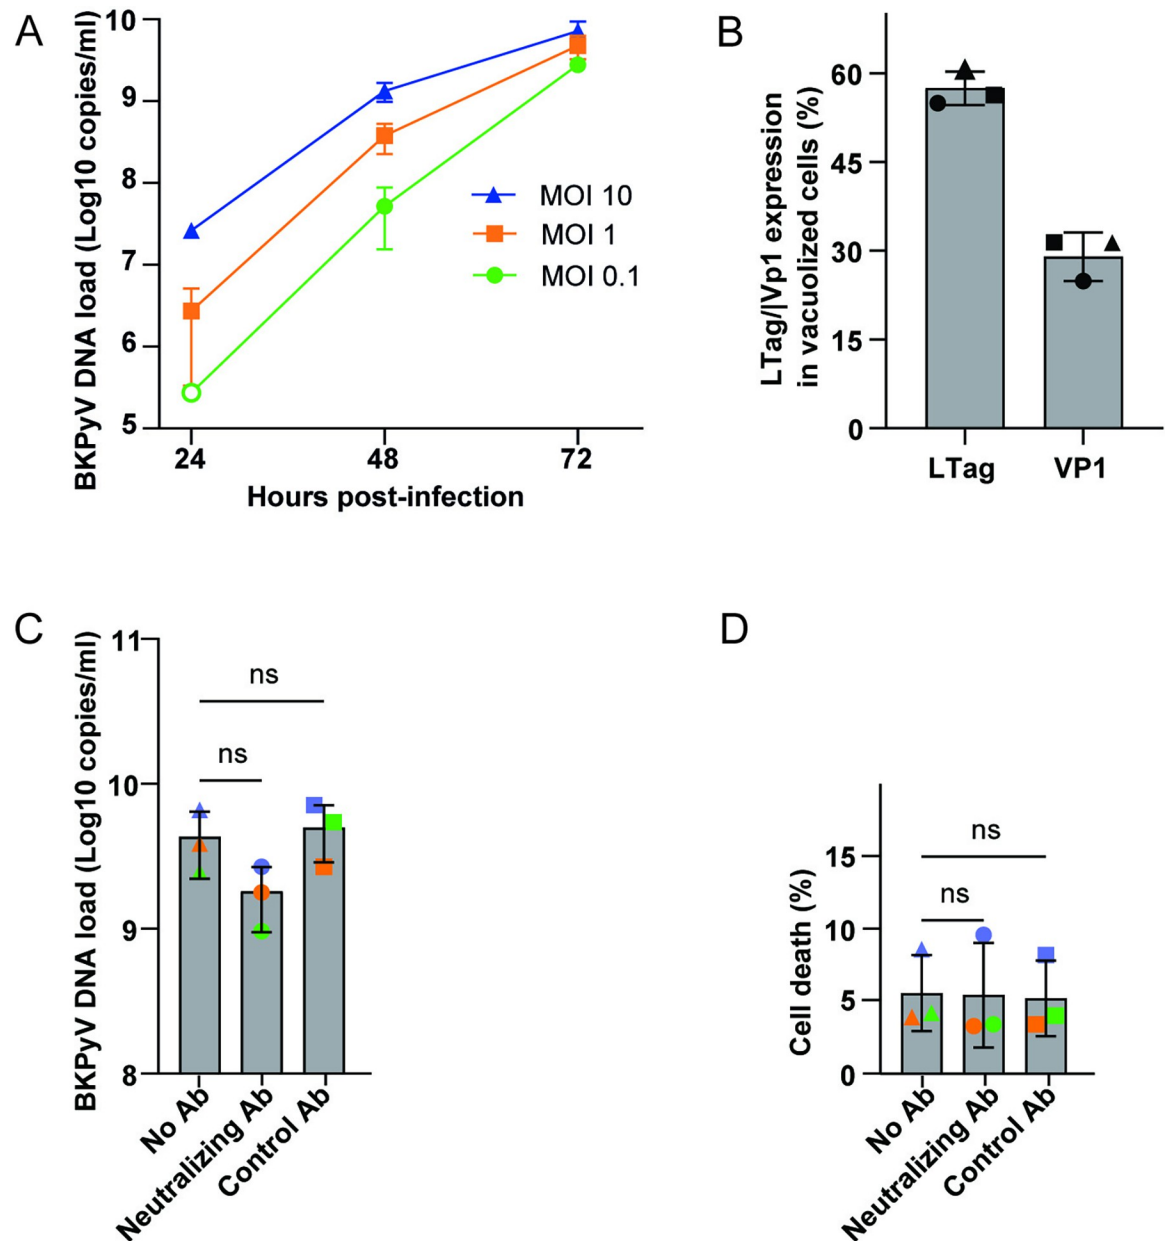 A
BKPyV DNA load (Log10 copies/ml)
10
9
8
7
6
5
MOI 10
MOI 1
MOI 0.1
24
48
72
Hours post-infection
B
LTag/|Vp1 expression
in vacuolized cells (%)
60
45
30
15
0
LTag
VP1
C
BKPyV DNA load (Log10 copies/ml)
11
10
9
8
ns
ns
No Ab
Neutralizing Ab
Control Ab
D
Cell death (%)
15
10
5
0
ns
ns
No Ab
Neutralizing Ab
Control Ab